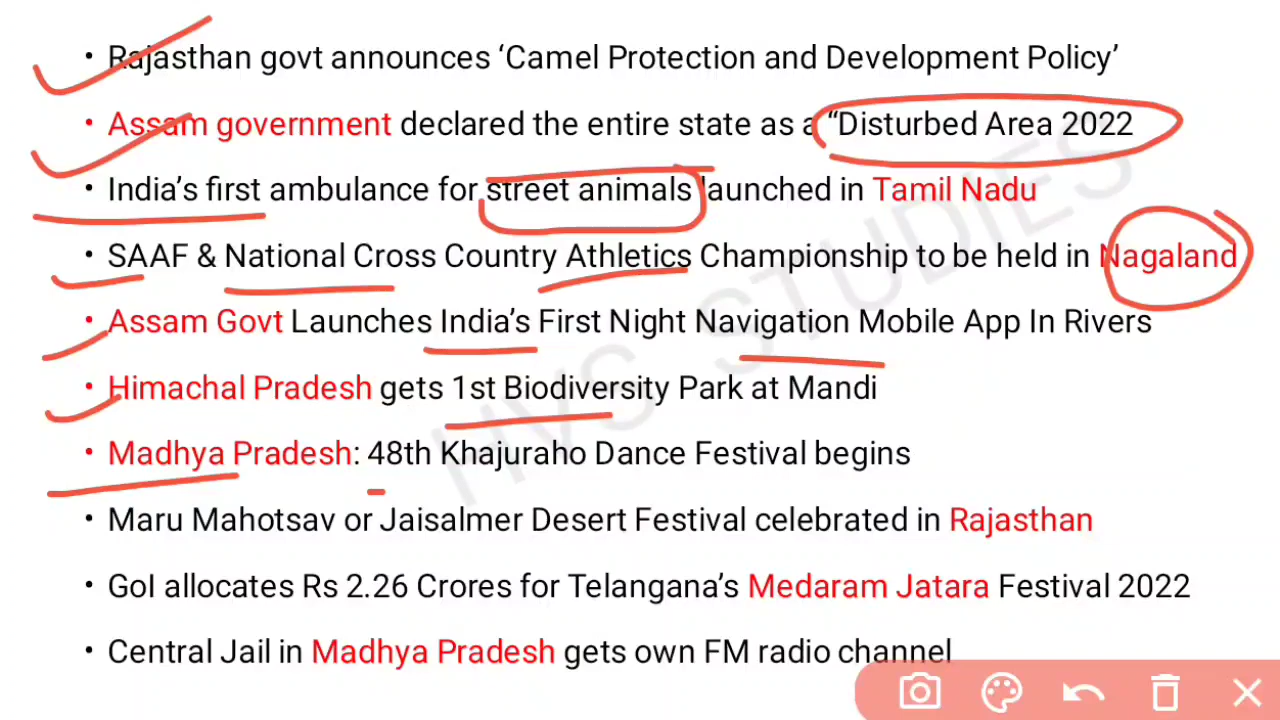 • Rajasthan govt announces ‘Camel Protection and Development Policy’
• Assam government declared the entire state as a “Disturbed Area 2022
• India’s first ambulance for street animals launched in Tamil Nadu
• SAAF & National Cross Country Athletics Championship to be held in Nagaland
• Assam Govt Launches India’s First Night Navigation Mobile App In Rivers
• Himachal Pradesh gets 1st Biodiversity Park at Mandi
• Madhya Pradesh: 48th Khajuraho Dance Festival begins
• Maru Mahotsav or Jaisalmer Desert Festival celebrated in Rajasthan
• GoI allocates Rs 2.26 Crores for Telangana’s Medaram Jatara Festival 2022
• Central Jail in Madhya Pradesh gets own FM radio channel
HVS STUDIES